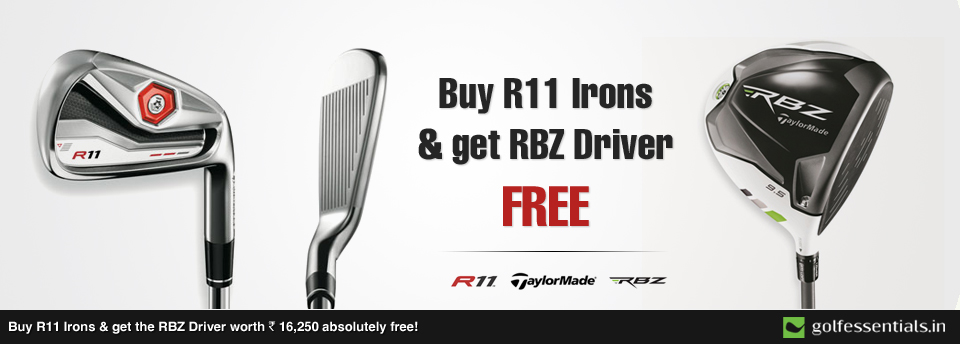 R11
Buy R11 Irons
& get RBZ Driver
FREE
R11 TaylorMade RBZ
RBZ
TaylorMade
9.5
Buy R11 Irons & get the RBZ Driver worth ₹ 16,250 absolutely free!
golfessentials.in